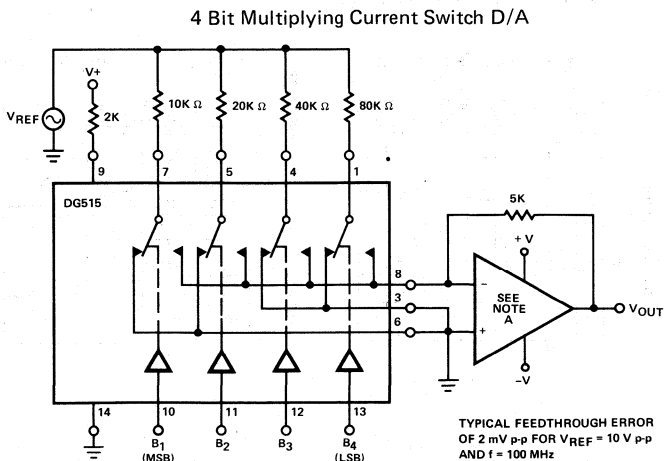 4 Bit Multiplying Current Switch D/A
V+
VREF
2K
10K Ω
20K Ω
40K Ω
80K Ω
9
7
5
4
1
DG515
5K
8
3
6
+V
−
SEE
NOTE
A
+
−V
VOUT
14
10
11
12
13
B1
(MSB)
B2
B3
B4
(LSB)
TYPICAL FEEDTHROUGH ERROR
OF 2 mV p-p FOR VREF = 10 V p-p
AND f = 100 MHz